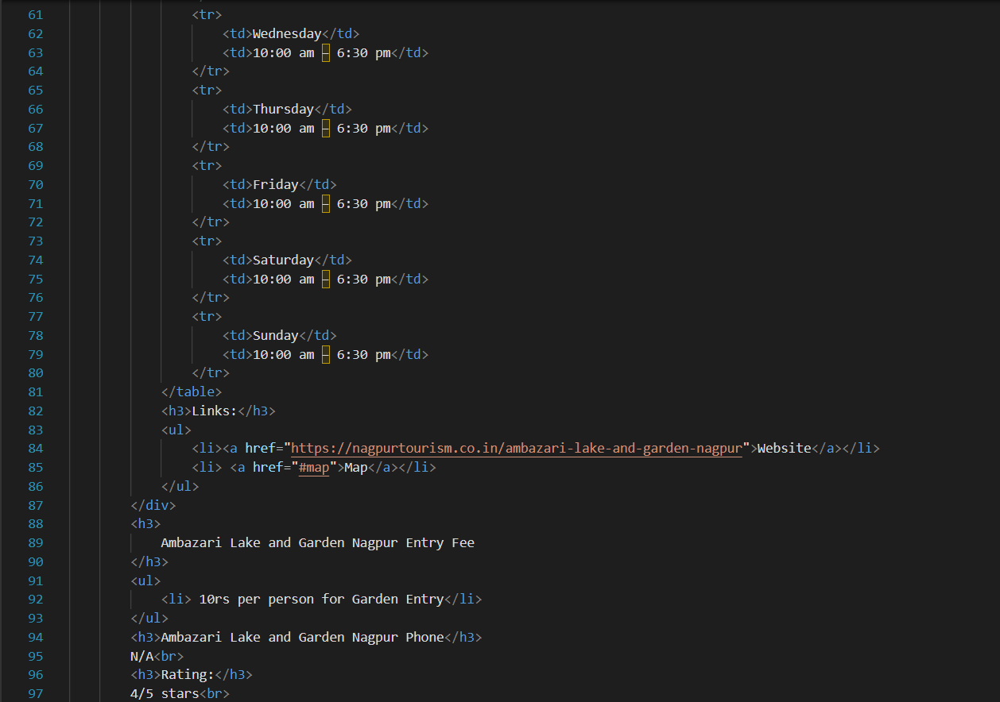 61 <tr>
62 <td>Wednesday</td>
63 <td>10:00 am – 6:30 pm</td>
64 </tr>
65 <tr>
66 <td>Thursday</td>
67 <td>10:00 am – 6:30 pm</td>
68 </tr>
69 <tr>
70 <td>Friday</td>
71 <td>10:00 am – 6:30 pm</td>
72 </tr>
73 <tr>
74 <td>Saturday</td>
75 <td>10:00 am – 6:30 pm</td>
76 </tr>
77 <tr>
78 <td>Sunday</td>
79 <td>10:00 am – 6:30 pm</td>
80 </tr>
81 </table>
82 <h3>Links:</h3>
83 <ul>
84 <li><a href="https://nagpurtourism.co.in/ambazari-lake-and-garden-nagpur">Website</a></li>
85 <li> <a href="#map">Map</a></li>
86 </ul>
87 </div>
88 <h3>
89 Ambazari Lake and Garden Nagpur Entry Fee
90 </h3>
91 <ul>
92 <li> 10rs per person for Garden Entry</li>
93 </ul>
94 <h3>Ambazari Lake and Garden Nagpur Phone</h3>
95 N/A<br>
96 <h3>Rating:</h3>
97 4/5 stars<br>